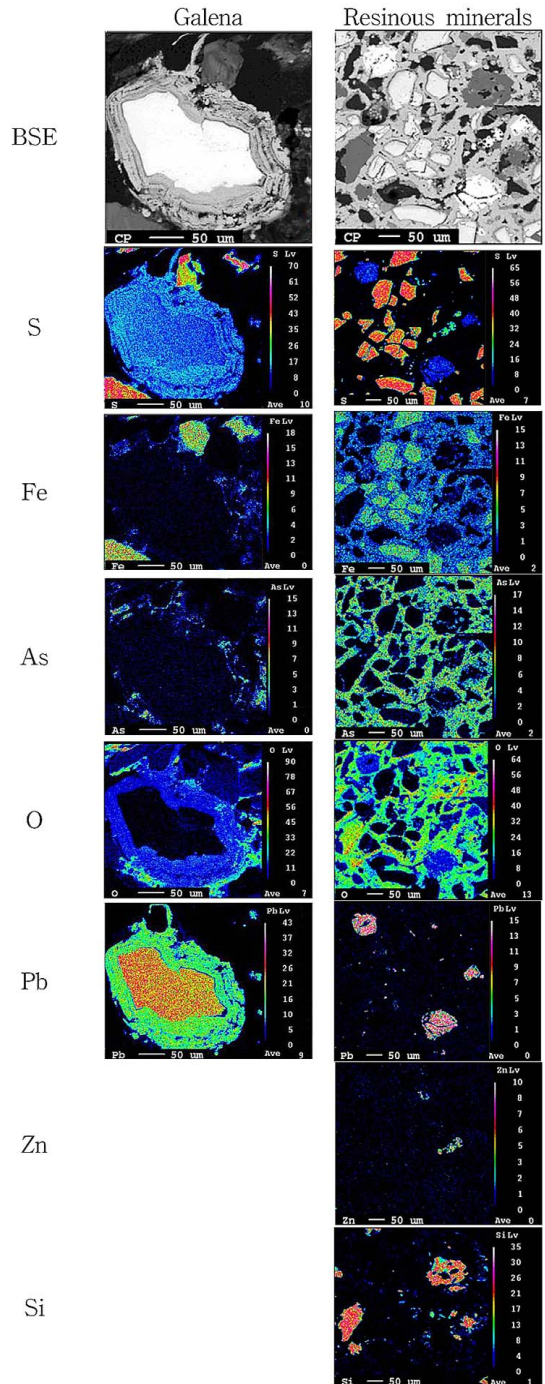 Galena Resinous minerals
BSE
CP 50 um CP 50 um
S
S Lv 70 61 52 43 35 26 17 8 0 Ave 10
S 50 um
S Lv 65 56 48 40 32 24 16 8 0 Ave 7
S 50 um
Fe
Fe Lv 18 15 13 11 9 6 4 2 0 Ave 0
Fe 50 um
Fe Lv 15 13 11 9 7 5 3 1 0 Ave 2
Fe 50 um
As
As Lv 15 13 11 9 7 5 3 1 0 Ave 0
As 50 um
As Lv 17 14 12 10 8 6 4 2 0 Ave 2
As 50 um
O
O Lv 90 78 67 56 45 33 22 11 0 Ave 7
O 50 um
O Lv 64 56 48 40 32 24 16 8 0 Ave 13
O 50 um
Pb
Pb Lv 43 37 32 26 21 16 10 5 0 Ave 9
Pb 50 um
Pb Lv 15 13 11 9 7 5 3 1 0 Ave 0
Pb 50 um
Zn
Zn Lv 10 8 7 6 5 3 2 1 0 Ave 0
Zn 50 um
Si
Si Lv 35 30 26 21 17 13 8 4 0 Ave 1
Si 50 um